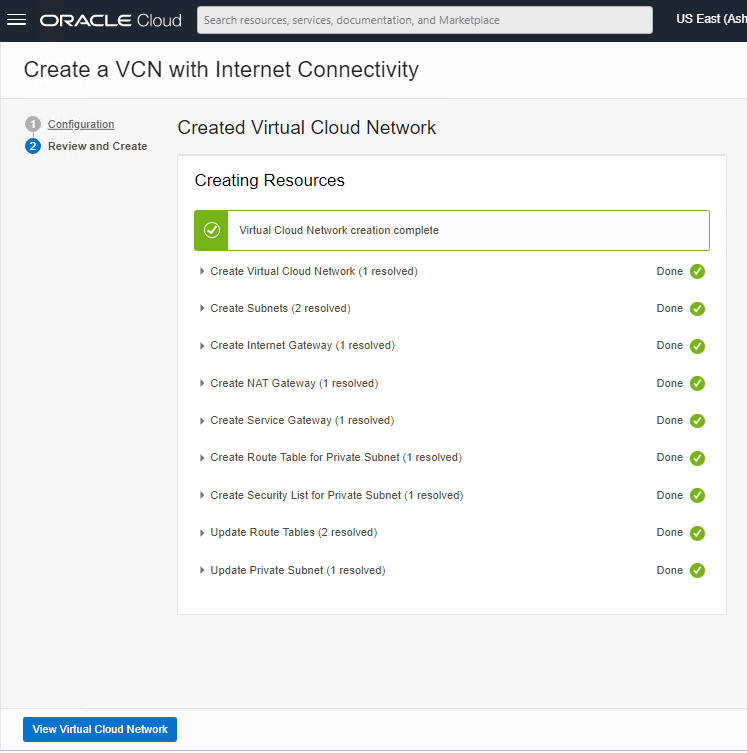 ORACLE Cloud
Search resources, services, documentation, and Marketplace
US East (Ash
Create a VCN with Internet Connectivity
1 Configuration
2 Review and Create
Created Virtual Cloud Network
Creating Resources
Virtual Cloud Network creation complete
Create Virtual Cloud Network (1 resolved) Done
Create Subnets (2 resolved) Done
Create Internet Gateway (1 resolved) Done
Create NAT Gateway (1 resolved) Done
Create Service Gateway (1 resolved) Done
Create Route Table for Private Subnet (1 resolved) Done
Create Security List for Private Subnet (1 resolved) Done
Update Route Tables (2 resolved) Done
Update Private Subnet (1 resolved) Done
View Virtual Cloud Network